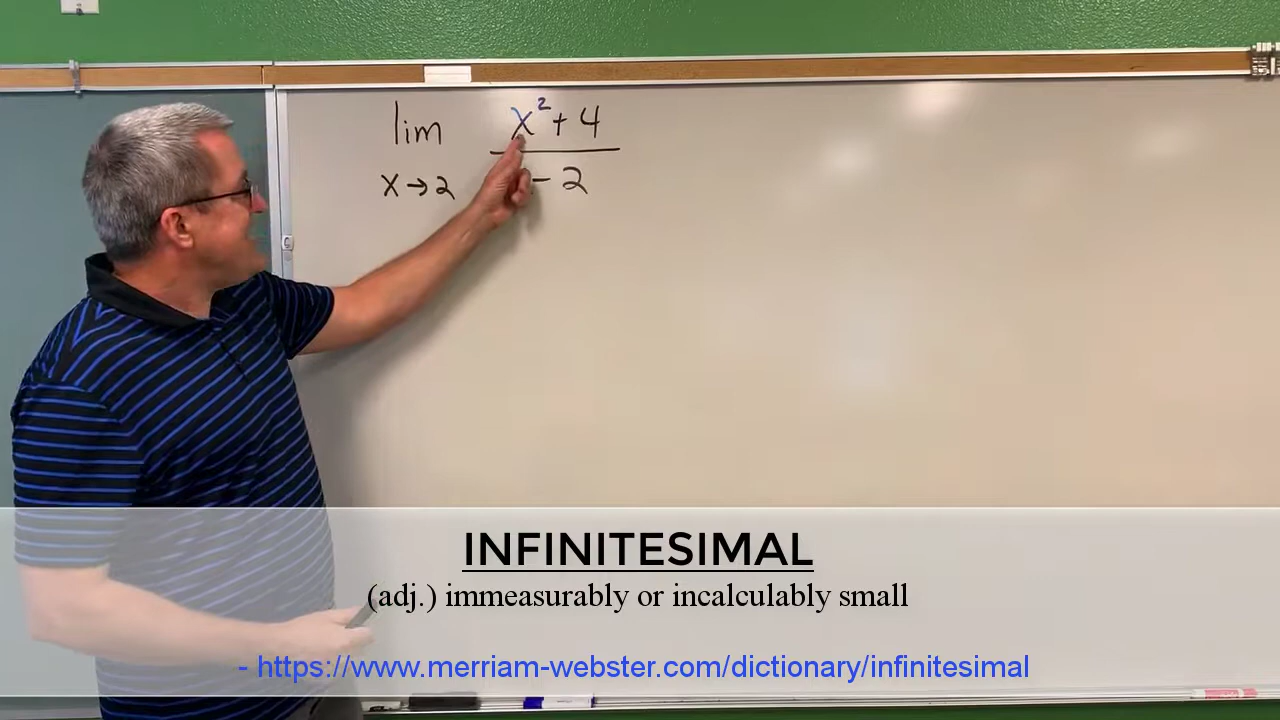 lim x² + 4
x → 2 - 2
INFINITESIMAL
(adj.) immeasurably or incalculably small
- https://www.merriam-webster.com/dictionary/infinitesimal